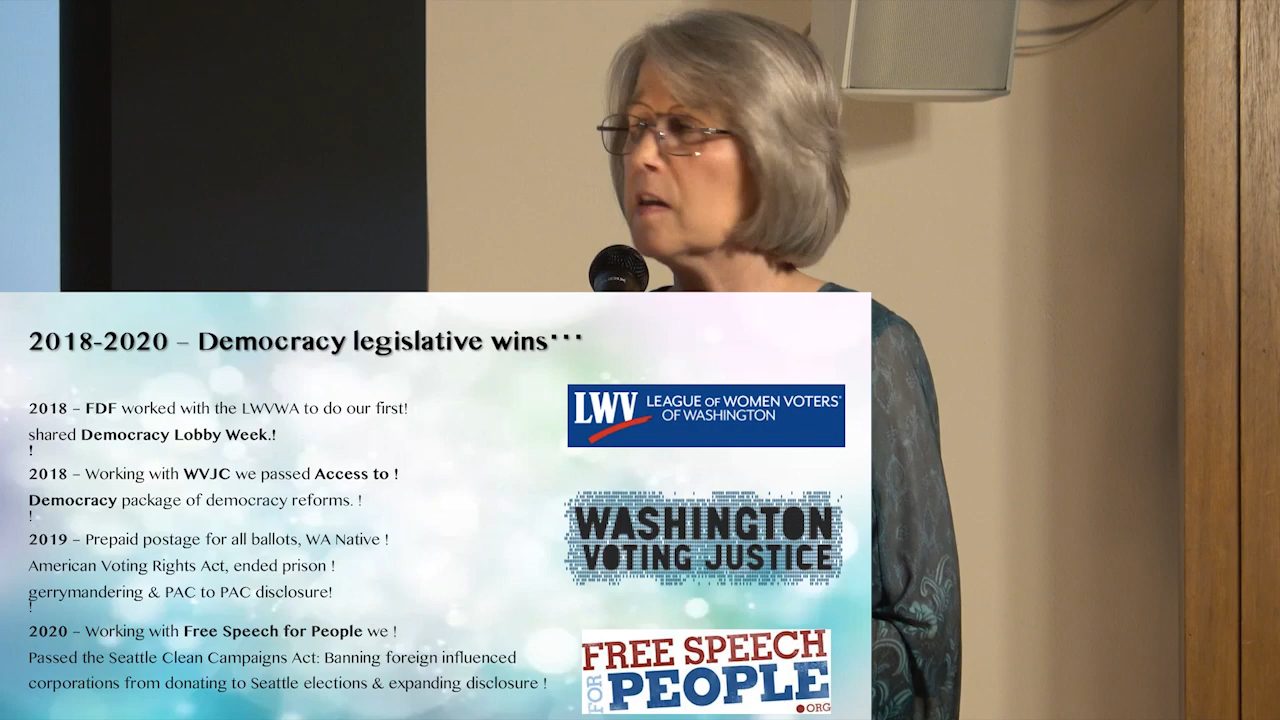 2018-2020 – Democracy legislative wins...
2018 – FDF worked with the LWVWA to do our first!
shared Democracy Lobby Week.!
!
2018 – Working with WVJC we passed Access to !
Democracy package of democracy reforms. !
!
2019 – Prepaid postage for all ballots, WA Native !
American Voting Rights Act, ended prison !
gerrymandering & PAC to PAC disclosure!
!
2020 – Working with Free Speech for People we !
Passed the Seattle Clean Campaigns Act: Banning foreign influenced
corporations from donating to Seattle elections & expanding disclosure !
LWV LEAGUE OF WOMEN VOTERS®
OF WASHINGTON
WASHINGTON
VOTING JUSTICE
FREE SPEECH
FOR PEOPLE
.ORG